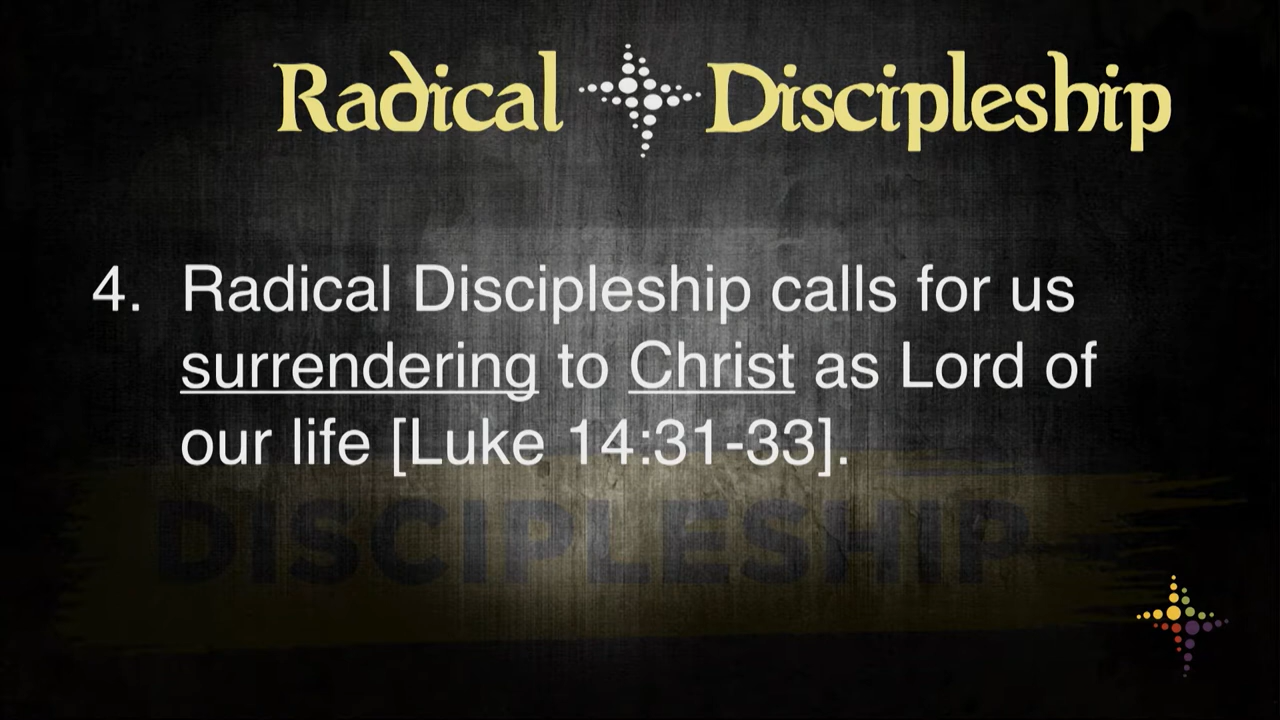 Radical Discipleship
4. Radical Discipleship calls for us
surrendering to Christ as Lord of
our life [Luke 14:31-33].
DISCIPLESHIP